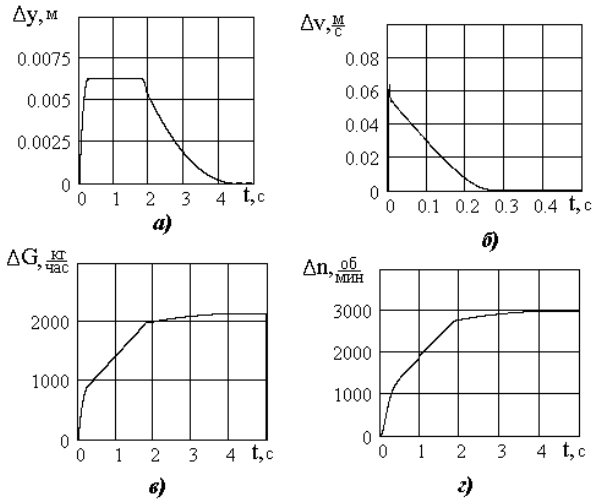 Δy, м
0.0075
0.005
0.0025
0
0 1 2 3 4 t, с
а)
Δv, м/с
0.08
0.06
0.04
0.02
0
0 0.1 0.2 0.3 0.4 t, с
б)
ΔG, кг/час
2000
1000
0
0 1 2 3 4 t, с
в)
Δn, об/мин
3000
2000
1000
0
0 1 2 3 4 t, с
г)